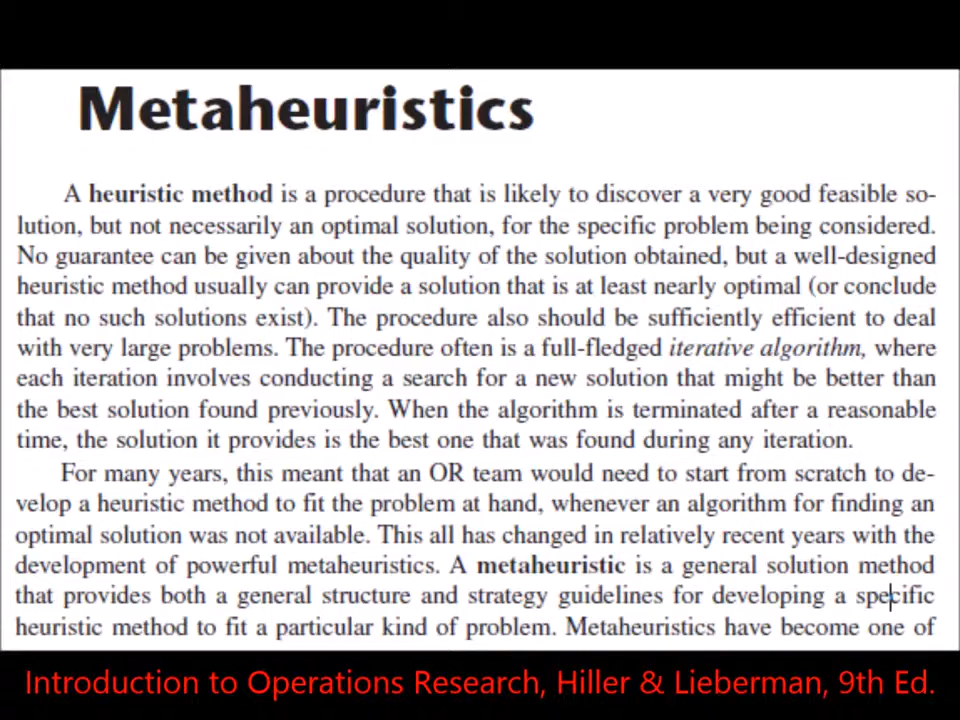 Metaheuristics
A heuristic method is a procedure that is likely to discover a very good feasible so-
lution, but not necessarily an optimal solution, for the specific problem being considered.
No guarantee can be given about the quality of the solution obtained, but a well-designed
heuristic method usually can provide a solution that is at least nearly optimal (or conclude
that no such solutions exist). The procedure also should be sufficiently efficient to deal
with very large problems. The procedure often is a full-fledged iterative algorithm, where
each iteration involves conducting a search for a new solution that might be better than
the best solution found previously. When the algorithm is terminated after a reasonable
time, the solution it provides is the best one that was found during any iteration.
For many years, this meant that an OR team would need to start from scratch to de-
velop a heuristic method to fit the problem at hand, whenever an algorithm for finding an
optimal solution was not available. This all has changed in relatively recent years with the
development of powerful metaheuristics. A metaheuristic is a general solution method
that provides both a general structure and strategy guidelines for developing a specific
heuristic method to fit a particular kind of problem. Metaheuristics have become one of
Introduction to Operations Research, Hiller & Lieberman, 9th Ed.